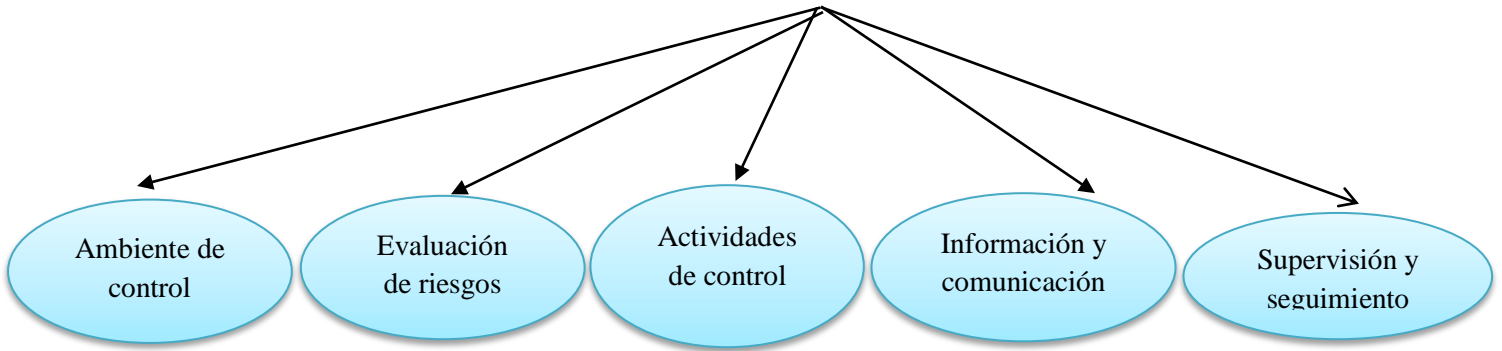 Ambiente de
control
Evaluación
de riesgos
Actividades
de control
Información y
comunicación
Supervisión y
seguimiento